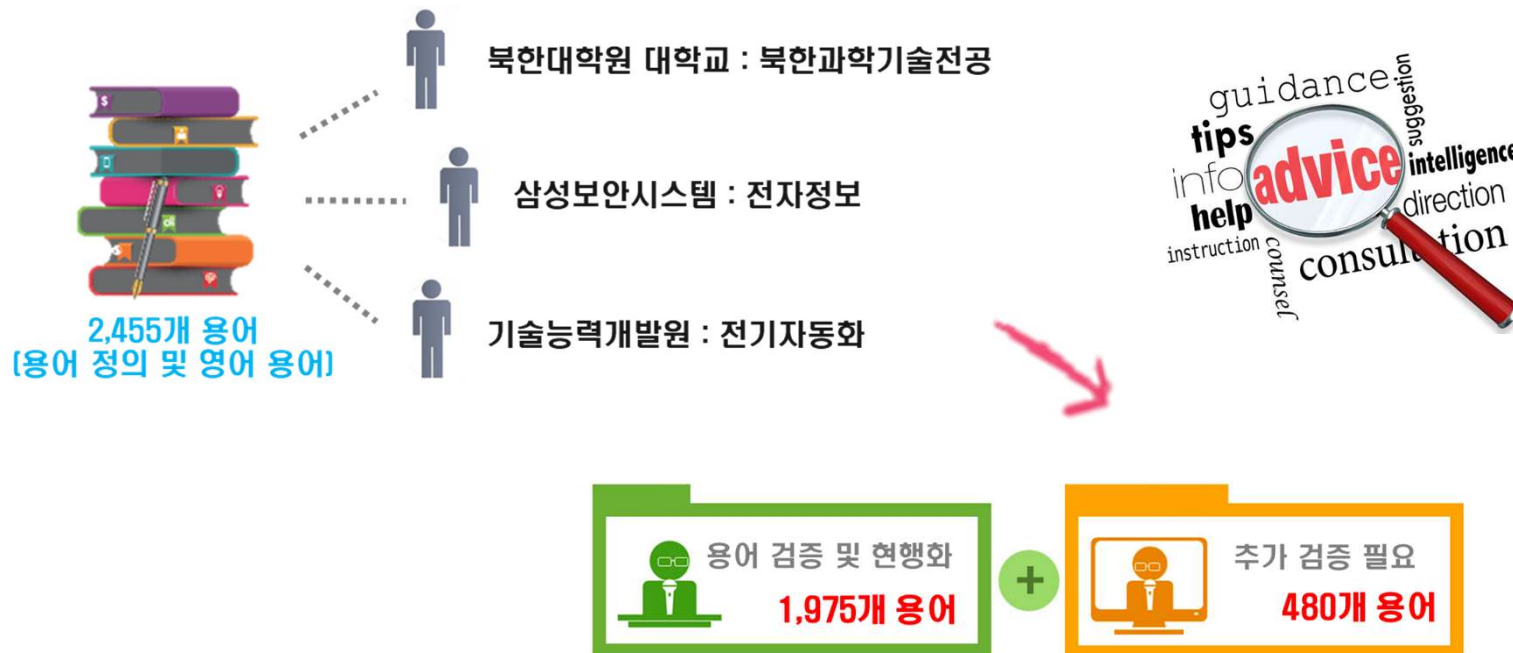 북한대학원 대학교 : 북한과학기술전공
삼성보안시스템 : 전자정보
기술능력개발원 : 전기자동화
2,455개 용어
(용어 정의 및 영어 용어)
guidance
suggestion
tips
info
advice
intelligence
help
direction
instruction
counsel
consultation
용어 검증 및 현행화
1,975개 용어
+
추가 검증 필요
480개 용어